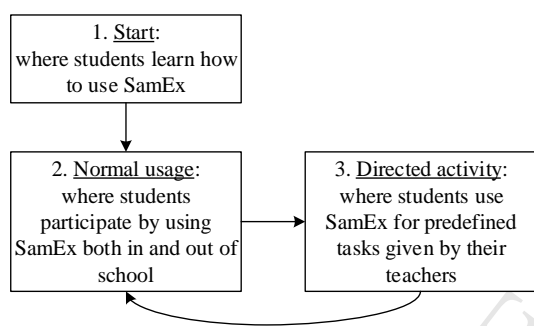 1. Start:
where students learn how
to use SamEx
2. Normal usage:
where students
participate by using
SamEx both in and out of
school
3. Directed activity:
where students use
SamEx for predefined
tasks given by their
teachers